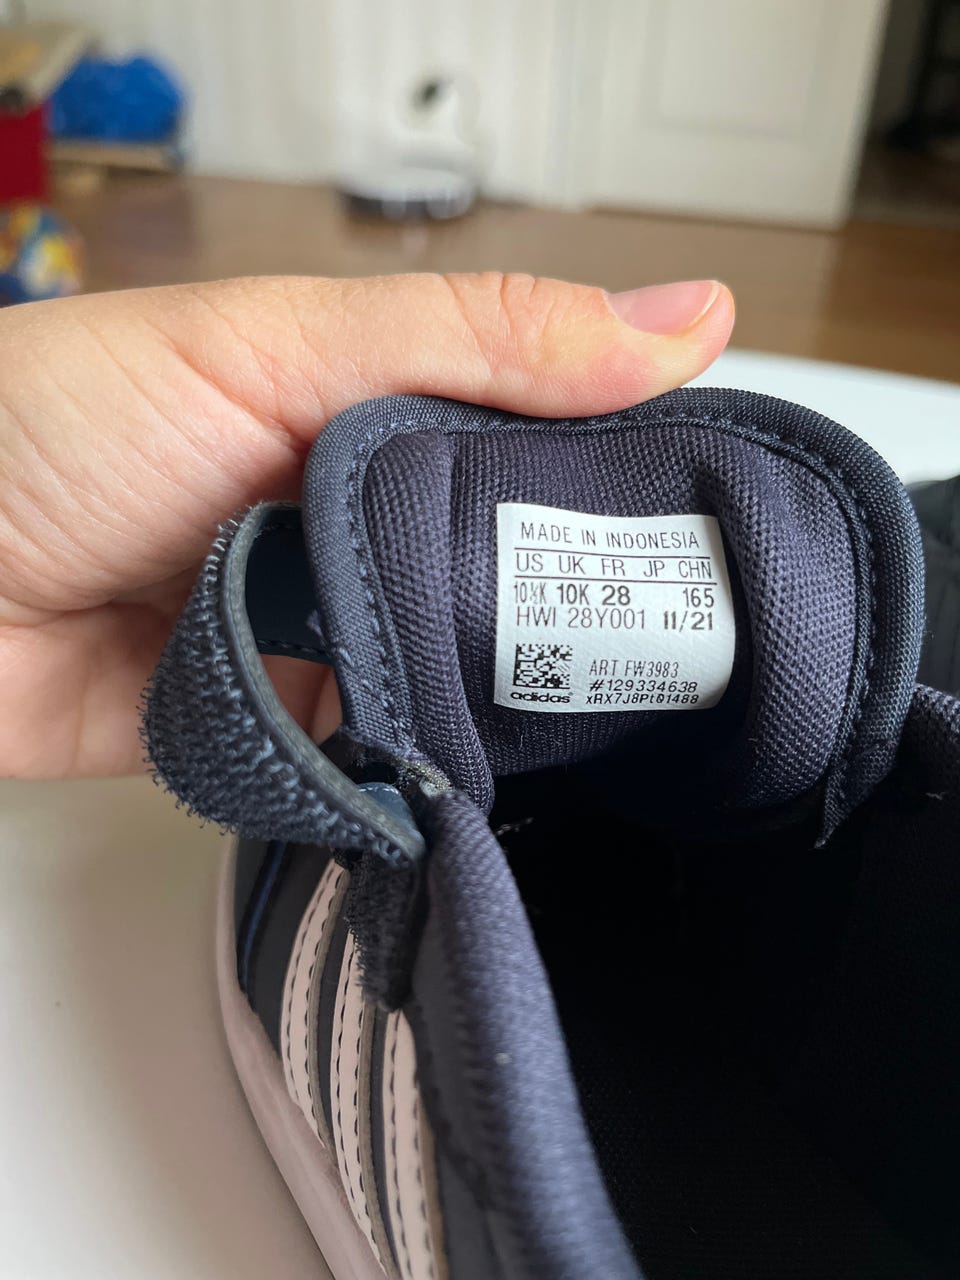 MADE IN INDONESIA
US UK FR JP CHN
10½K 10K 28 165
HWI 28Y001 11/21
ART FW3983
#129334638
adidas xRX7J8Pt01488